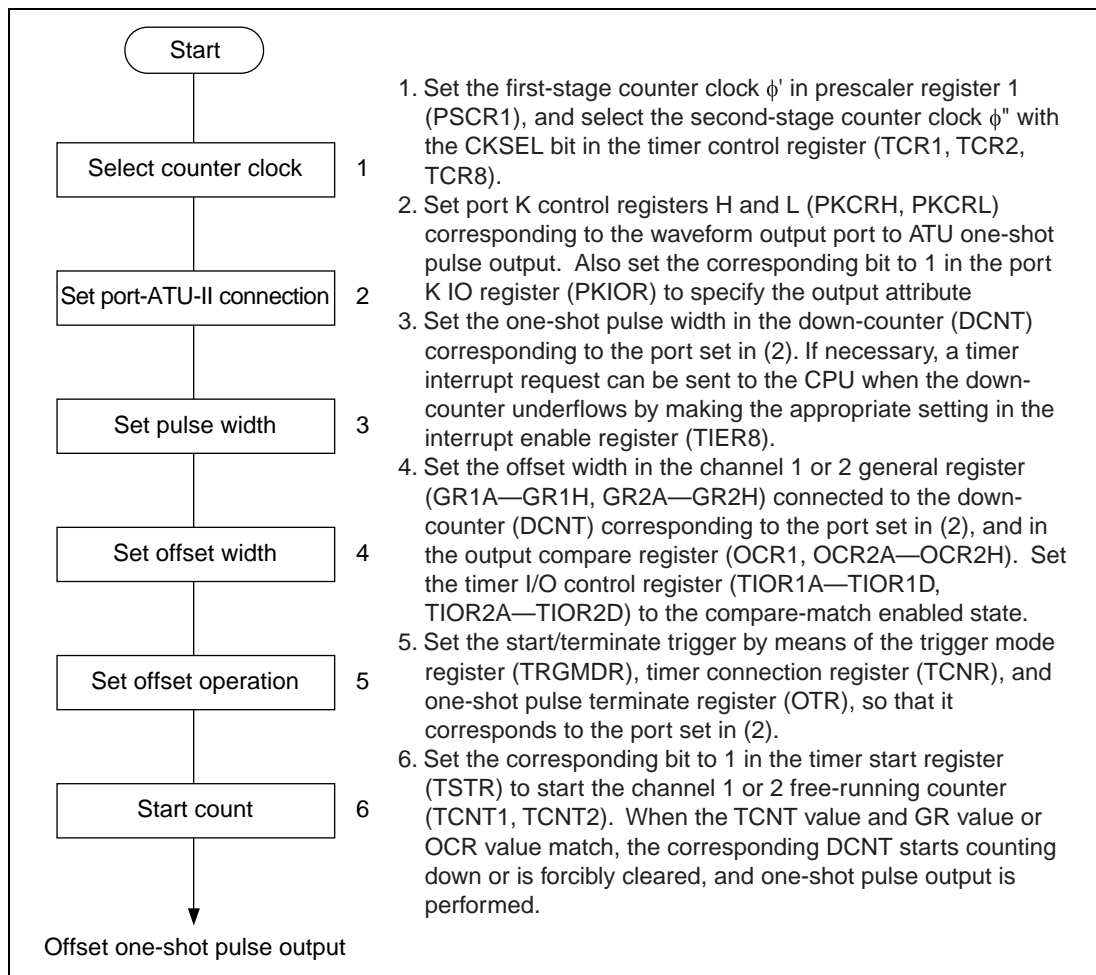 Start
Select counter clock 1
Set port-ATU-II connection 2
Set pulse width 3
Set offset width 4
Set offset operation 5
Start count 6
Offset one-shot pulse output
1. Set the first-stage counter clock ϕ' in prescaler register 1
(PSCR1), and select the second-stage counter clock ϕ" with
the CKSEL bit in the timer control register (TCR1, TCR2,
TCR8).
2. Set port K control registers H and L (PKCRH, PKCRL)
corresponding to the waveform output port to ATU one-shot
pulse output.  Also set the corresponding bit to 1 in the port
K IO register (PKIOR) to specify the output attribute
3. Set the one-shot pulse width in the down-counter (DCNT)
corresponding to the port set in (2). If necessary, a timer
interrupt request can be sent to the CPU when the down-
counter underflows by making the appropriate setting in the
interrupt enable register (TIER8).
4. Set the offset width in the channel 1 or 2 general register
(GR1A—GR1H, GR2A—GR2H) connected to the down-
counter (DCNT) corresponding to the port set in (2), and in
the output compare register (OCR1, OCR2A—OCR2H).  Set
the timer I/O control register (TIOR1A—TIOR1D,
TIOR2A—TIOR2D) to the compare-match enabled state.
5. Set the start/terminate trigger by means of the trigger mode
register (TRGMDR), timer connection register (TCNR), and
one-shot pulse terminate register (OTR), so that it
corresponds to the port set in (2).
6. Set the corresponding bit to 1 in the timer start register
(TSTR) to start the channel 1 or 2 free-running counter
(TCNT1, TCNT2).  When the TCNT value and GR value or
OCR value match, the corresponding DCNT starts counting
down or is forcibly cleared, and one-shot pulse output is
performed.